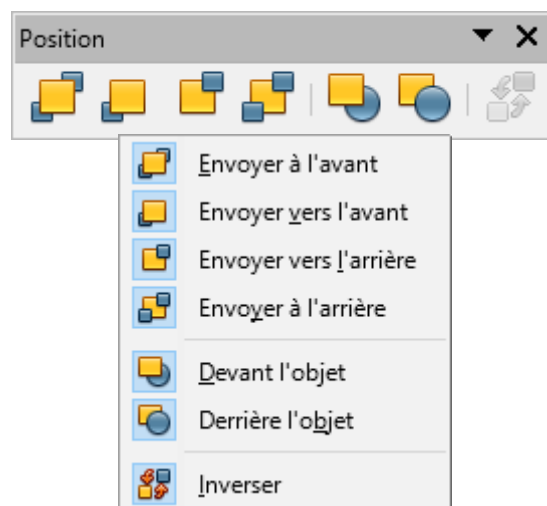 Position
Envoyer à l'avant
Envoyer vers l'avant
Envoyer vers l'arrière
Envoyer à l'arrière
Devant l'objet
Derrière l'objet
Inverser